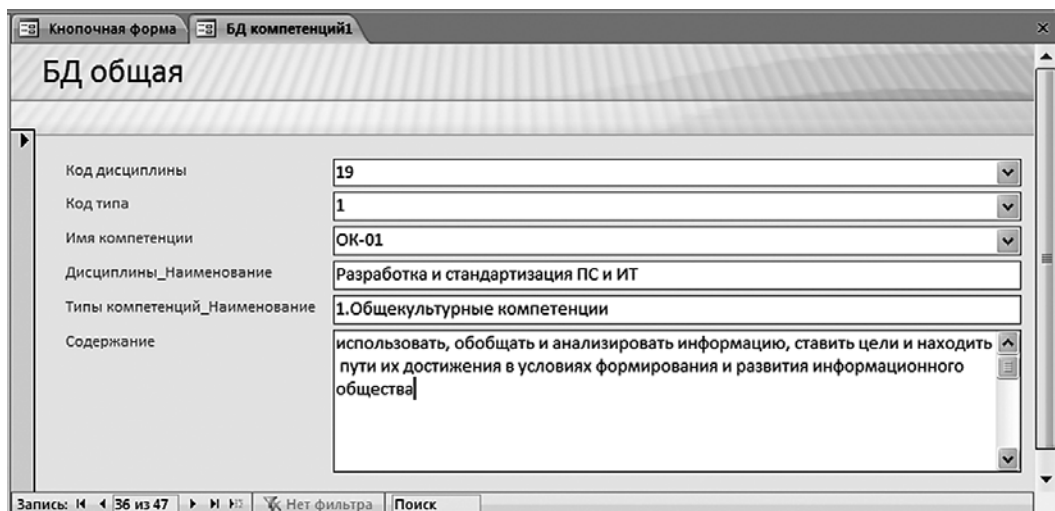 Кнопочная форма БД компетенций1
БД общая
Код дисциплины 19
Код типа 1
Имя компетенции ОК-01
Дисциплины_Наименование Разработка и стандартизация ПС и ИТ
Типы компетенций_Наименование 1.Общекультурные компетенции
Содержание использовать, обобщать и анализировать информацию, ставить цели и находить
пути их достижения в условиях формирования и развития информационного
общества
Запись: 36 из 47 Нет фильтра Поиск